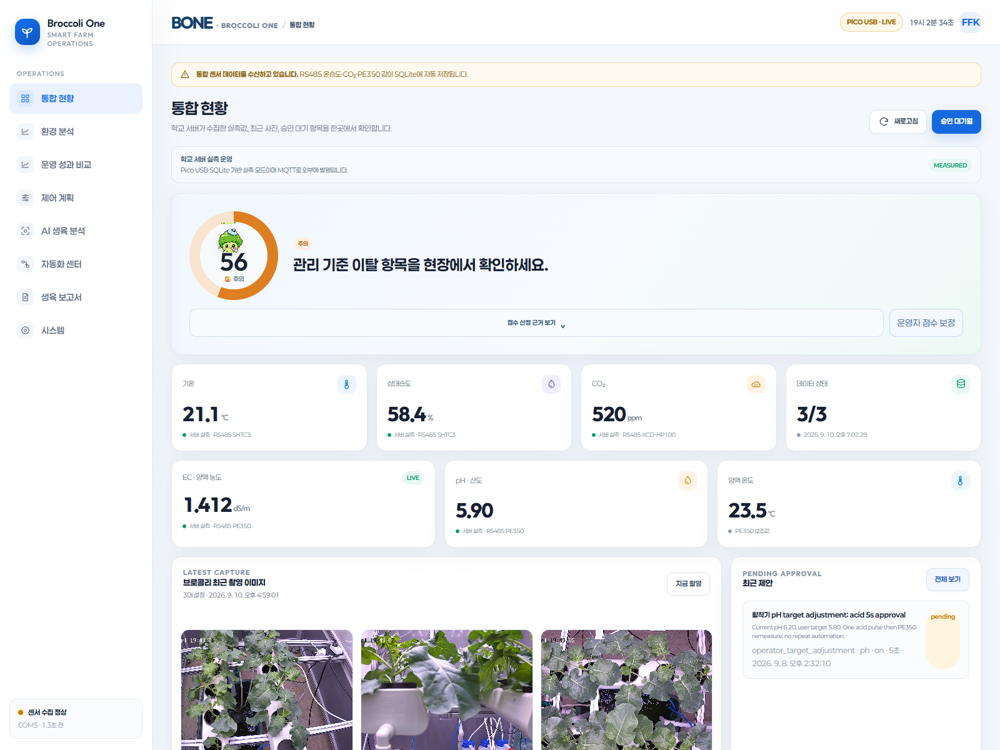 Broccoli One
SMART FARM
OPERATIONS
OPERATIONS
통합 현황
환경 분석
운영 성과 비교
제어 계획
AI 생육 분석
자동화 센터
생육 보고서
시스템
센서 수집 정상
COM5 · 1.3초 전
BONE · BROCCOLI ONE / 통합 현황
PICO USB · LIVE
19시 2분 34초
FFK
통합 센서 데이터를 수신하고 있습니다. RS485 온습도·CO₂·PE350 값이 SQLite에 자동 저장됩니다.
통합 현황
학교 서버가 수집한 실측값, 최근 사진, 승인 대기 항목을 한곳에서 확인합니다.
새로고침
승인 대기열
학교 서버 실측 운영
Pico USB·SQLite 기반 실측 모드이며 MQTT로 외부에 발행합니다.
MEASURED
56
주의
주의
관리 기준 이탈 항목을 현장에서 확인하세요.
점수 산정 근거 보기
운영자 점수 보정
기온
21.1 ℃
서버 실측 · RS485 SHTC3
상대습도
58.4 %
서버 실측 · RS485 SHTC3
CO₂
520 ppm
서버 실측 · RS485 KCD-HP100
데이터 상태
3/3
2026. 9. 10. 오후 7:02:29
EC · 양액 농도
LIVE
1.412 dS/m
서버 실측 · RS485 PE350
pH · 산도
5.90
서버 실측 · RS485 PE350
양액 온도
23.5 ℃
PE350 보조값
LATEST CAPTURE
브로콜리 최근 촬영 이미지
3대 설정 · 2026. 9. 10. 오후 4:59:01
지금 촬영
PENDING APPROVAL
최근 제안
전체 보기
활착기 pH target adjustment: acid 5s approval
Current pH 6.20; user target 5.80. One acid pulse then PE350
remeasure; no repeat automation.
operator_target_adjustment · ph · on · 5초 ·
2026. 9. 8. 오후 2:32:10
pending